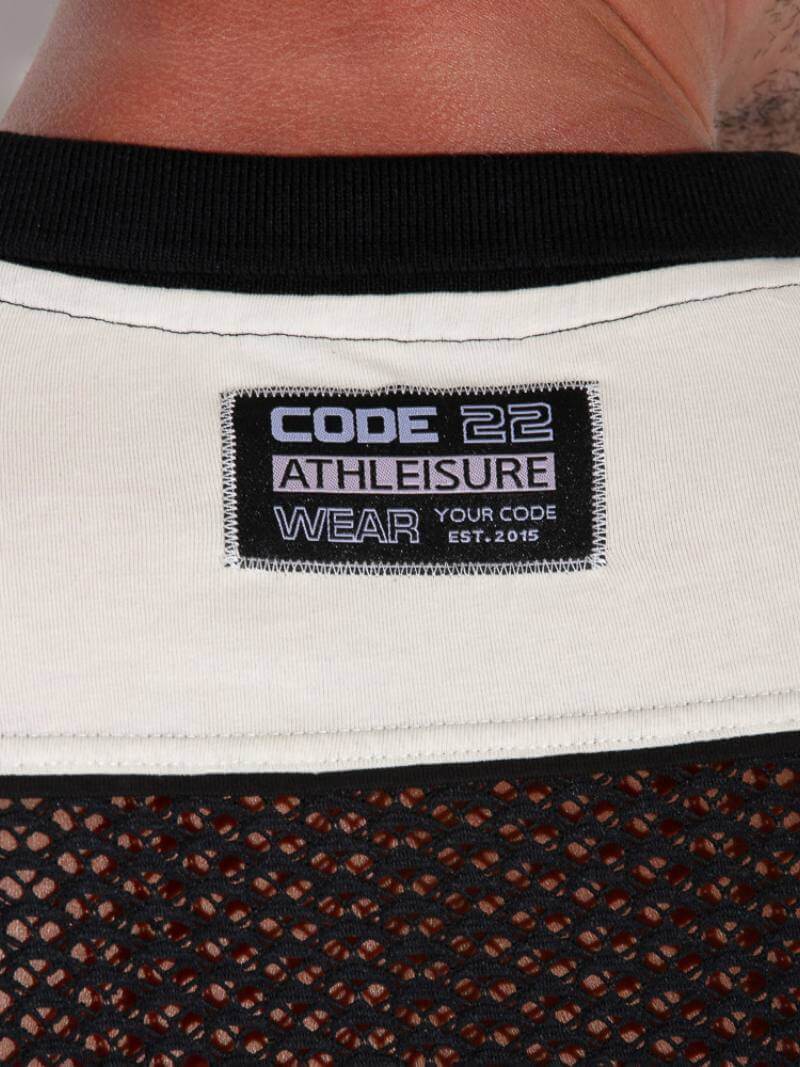 CODE 22
ATHLEISURE
WEAR YOUR CODE
EST. 2015